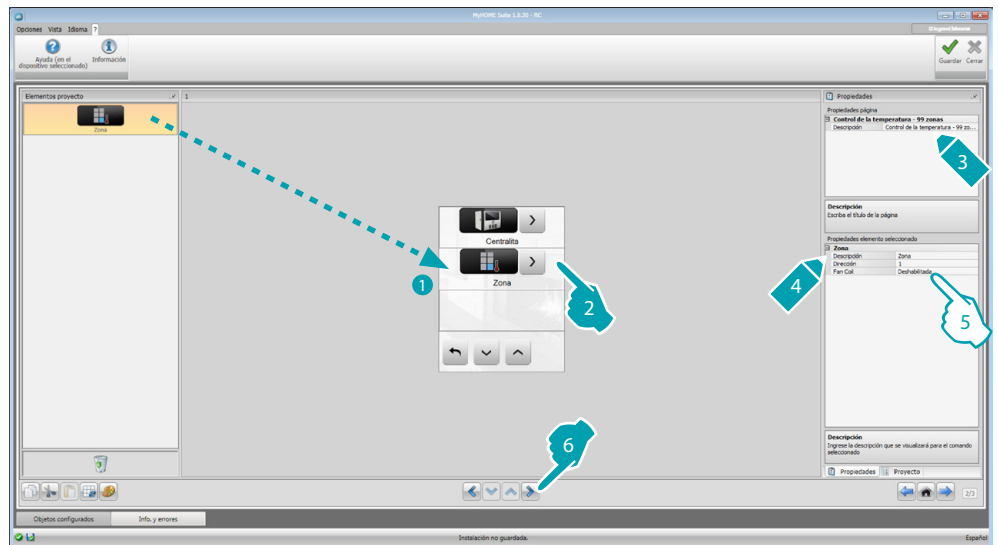 MyHOME Suite 1.0.20 - RC
Opciones Vista Idioma ?
Ayuda (en el
dispositivo seleccionado)
Información
Guardar Cerrar
Elementos proyecto
1
Propiedades
Zona
Propiedades página
Control de la temperatura - 99 zonas
Descripción Control de la temperatura - 99 zo...
3
Descripción
Escriba el título de la página
Centralita
Zona
1
2
Propiedades elemento seleccionado
Zona
Descripción Zona
Dirección 1
Fan Coil Deshabilitada
4
5
6
Descripción
Ingrese la descripción que se visualizará para el comando
seleccionado
Propiedades Proyecto
2/3
Objetos configurados Info. y errores
Instalación no guardada.
Español